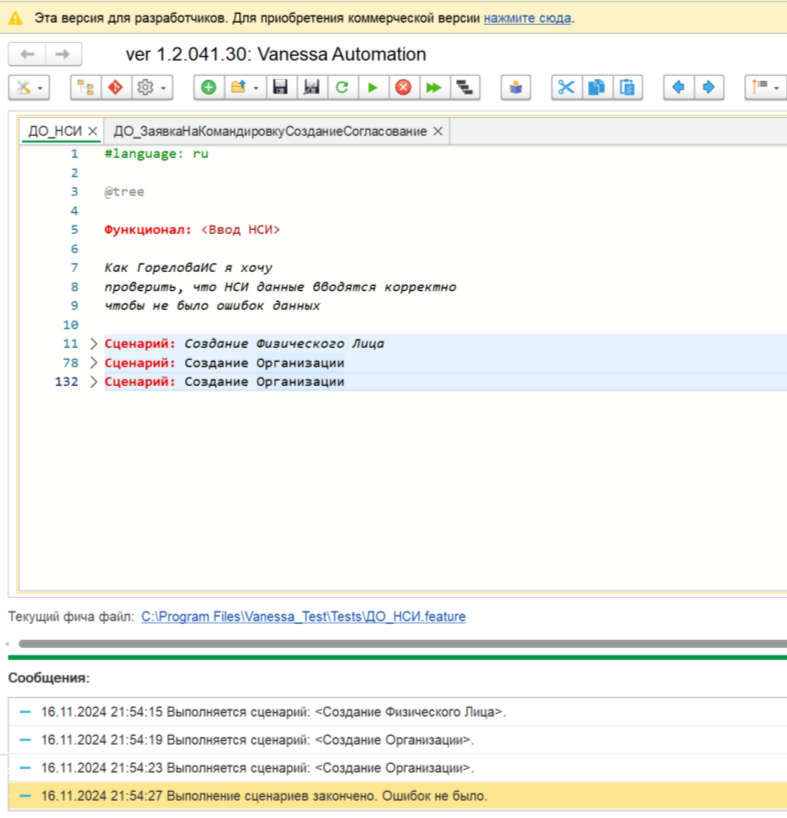 Эта версия для разработчиков. Для приобретения коммерческой версии нажмите сюда.
ver 1.2.041.30: Vanessa Automation
ДО_НСИ × ДО_ЗаявкаНаКомандировкуСозданиеСогласование ×
1 #language: ru
2
3 @tree
4
5 Функционал: <Ввод НСИ>
6
7 Как ГореловаИС я хочу
8 проверить, что НСИ данные вводятся корректно
9 чтобы не было ошибок данных
10
11 Сценарий: Создание Физического Лица
78 Сценарий: Создание Организации
132 Сценарий: Создание Организации
Текущий фича файл: C:\Program Files\Vanessa_Test\Tests\ДО_НСИ.feature
Сообщения:
16.11.2024 21:54:15 Выполняется сценарий: <Создание Физического Лица>.
16.11.2024 21:54:19 Выполняется сценарий: <Создание Организации>.
16.11.2024 21:54:23 Выполняется сценарий: <Создание Организации>.
16.11.2024 21:54:27 Выполнение сценариев закончено. Ошибок не было.